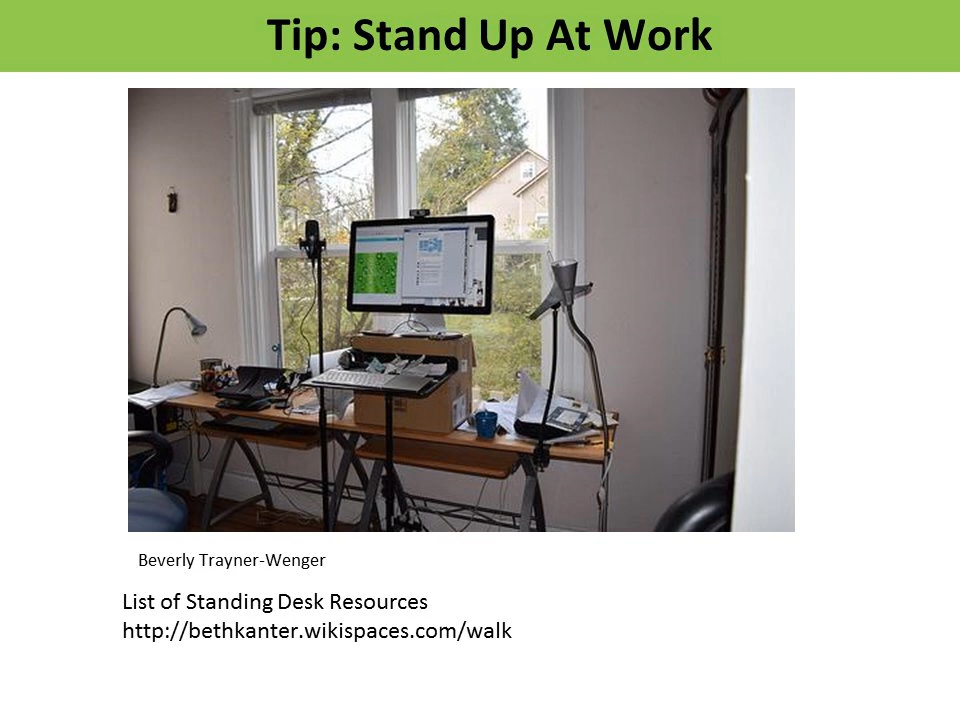 Tip: Stand Up At Work
Beverly Trayner-Wenger
List of Standing Desk Resources
http://bethkanter.wikispaces.com/walk